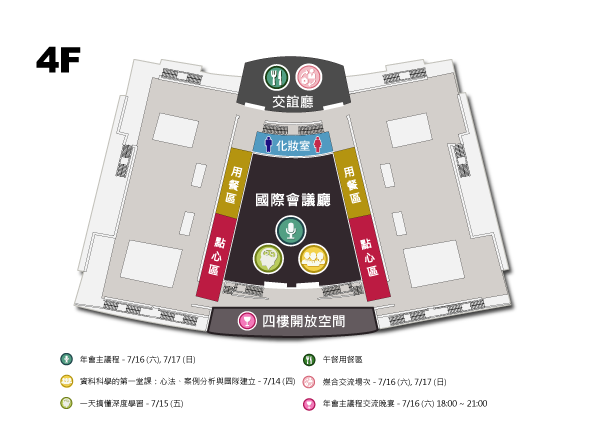 4F
交誼廳
化妝室
用餐區
用餐區
國際會議廳
點心區
點心區
四樓開放空間
年會主議程 - 7/16 (六), 7/17 (日)
午餐用餐區
資料科學的第一堂課：心法、案例分析與團隊建立 - 7/14 (四)
媒合交流場次 - 7/16 (六), 7/17 (日)
一天搞懂深度學習 - 7/15 (五)
年會主議程交流晚宴 - 7/16 (六) 18:00 ~ 21:00